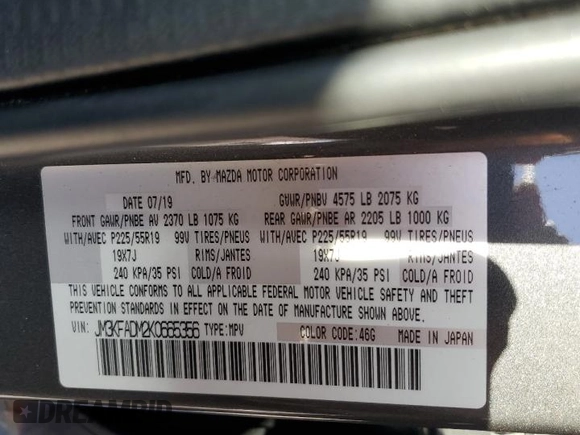 MFD. BY MAZDA MOTOR CORPORATION
DATE 07/19 GVWR/PNBV 4575 LB 2075 KG
FRONT GAWR/PNBE AV 2370 LB 1075 KG REAR GAWR/PNBE AR 2205 LB 1000 KG
WITH/AVEC P225/55R19 99V TIRES/PNEUS WITH/AVEC P225/55R19 99V TIRES/PNEUS
19X7J RIMS/JANTES 19X7J RIMS/JANTES
240 KPA/35 PSI COLD/A FROID 240 KPA/35 PSI COLD/A FROID
THIS VEHICLE CONFORMS TO ALL APPLICABLE FEDERAL MOTOR VEHICLE SAFETY AND THEFT
PREVENTION STANDARDS IN EFFECT ON THE DATE OF MANUFACTURE SHOWN ABOVE.
VIN: JM3KFADM2K0665356 TYPE: MPV COLOR CODE: 46G MADE IN JAPAN
DREAMBID